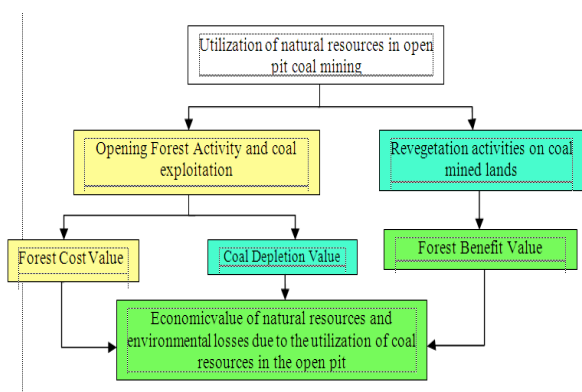 Utilization of natural resources in open
pit coal mining
Opening Forest Activity and coal
exploitation
Revegetation activities on coal
mined lands
Forest Cost Value
Coal Depletion Value
Forest Benefit Value
Economicvalue of natural resources and
environmental losses due to the utilization of coal
resources in the open pit